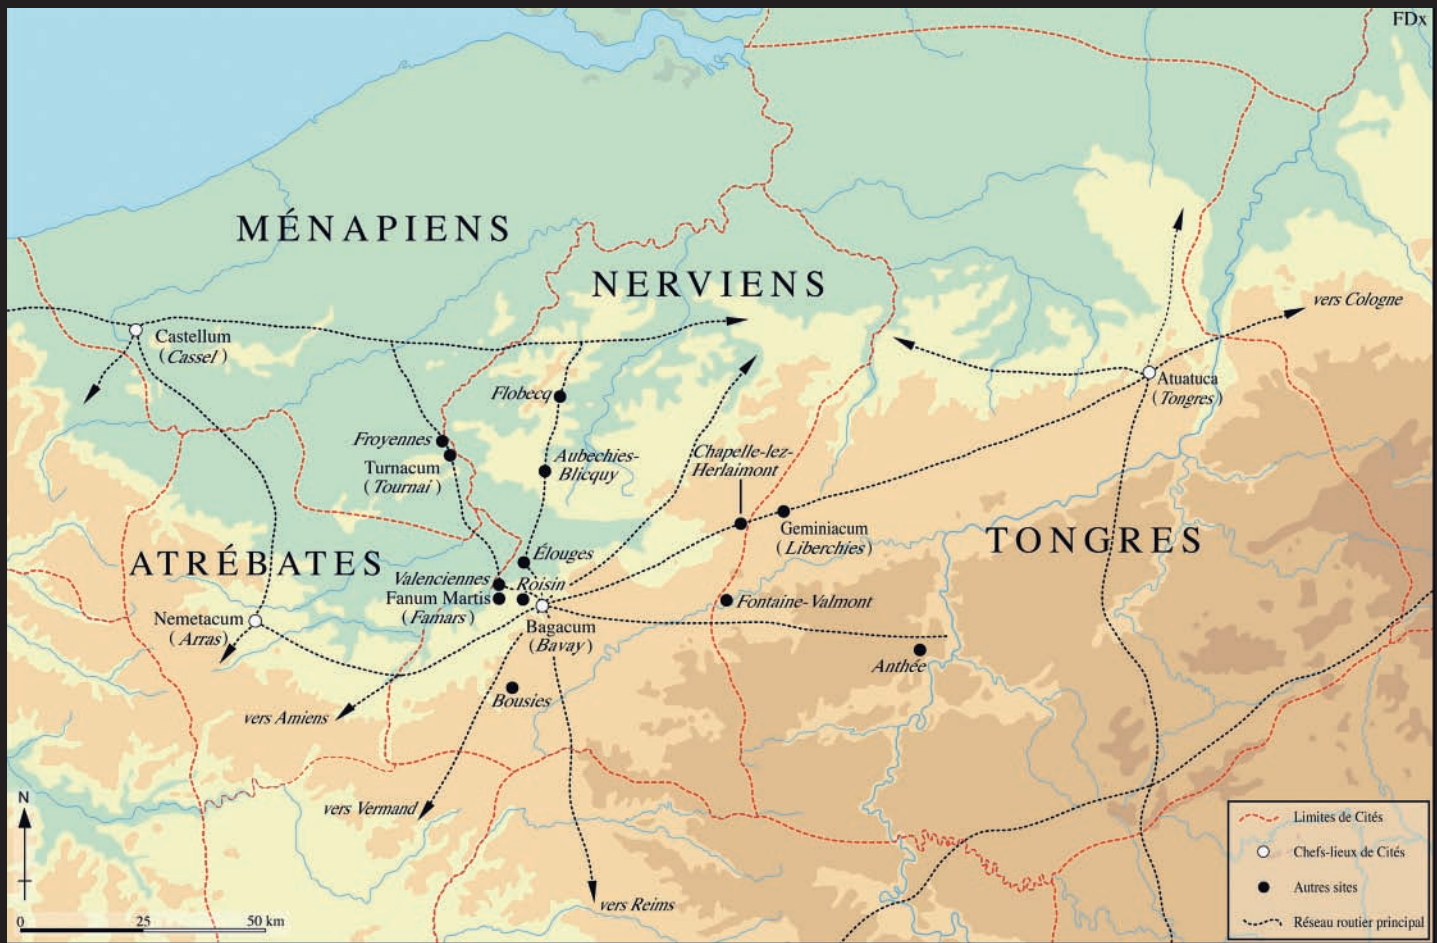 FDx
MÉNAPIENS
NERVIENS
vers Cologne
Castellum
(Cassel)
Atuatuca
(Tongres)
Flobecq
Froyennes
Turnacum
(Tournai)
Aubechies-
Blicquy
Chapelle-lez-
Herlaimont
Geminiacum
(Liberchies)
TONGRES
ATRÉBATES
Élouges
Valenciennes
Roisin
Fanum Martis
(Famars)
Nemetacum
(Arras)
Bagacum
(Bavay)
Fontaine-Valmont
Anthée
Bousies
vers Amiens
vers Vermand
vers Reims
N
0 25 50 km
Limites de Cités
Chefs-lieux de Cités
Autres sites
Réseau routier principal